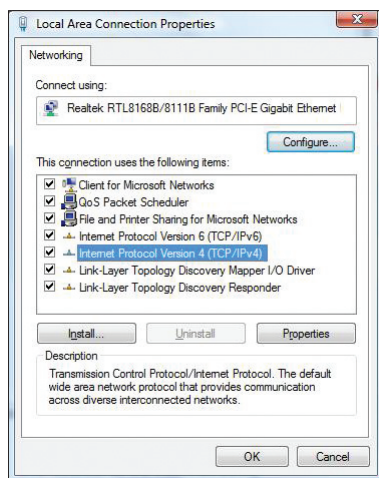 Local Area Connection Properties
Networking
Connect using:
Realtek RTL8168B/8111B Family PCI-E Gigabit Ethernet
Configure...
This connection uses the following items:
Client for Microsoft Networks
QoS Packet Scheduler
File and Printer Sharing for Microsoft Networks
Internet Protocol Version 6 (TCP/IPv6)
Internet Protocol Version 4 (TCP/IPv4)
Link-Layer Topology Discovery Mapper I/O Driver
Link-Layer Topology Discovery Responder
Install... Uninstall Properties
Description
Transmission Control Protocol/Internet Protocol. The default
wide area network protocol that provides communication
across diverse interconnected networks.
OK Cancel